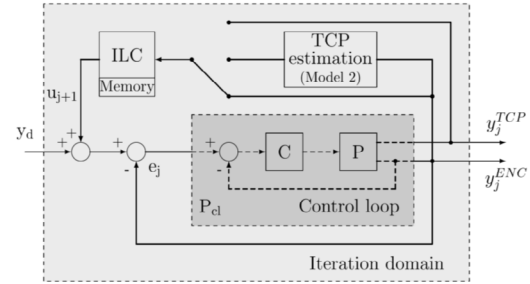 TCP
estimation
(Model 2)
ILC
Memory
u_{j+1}
y_j^{TCP}
y_d
+
+
+
-
e_j
+
-
C
P
y_j^{ENC}
P_{cl}
Control loop
Iteration domain